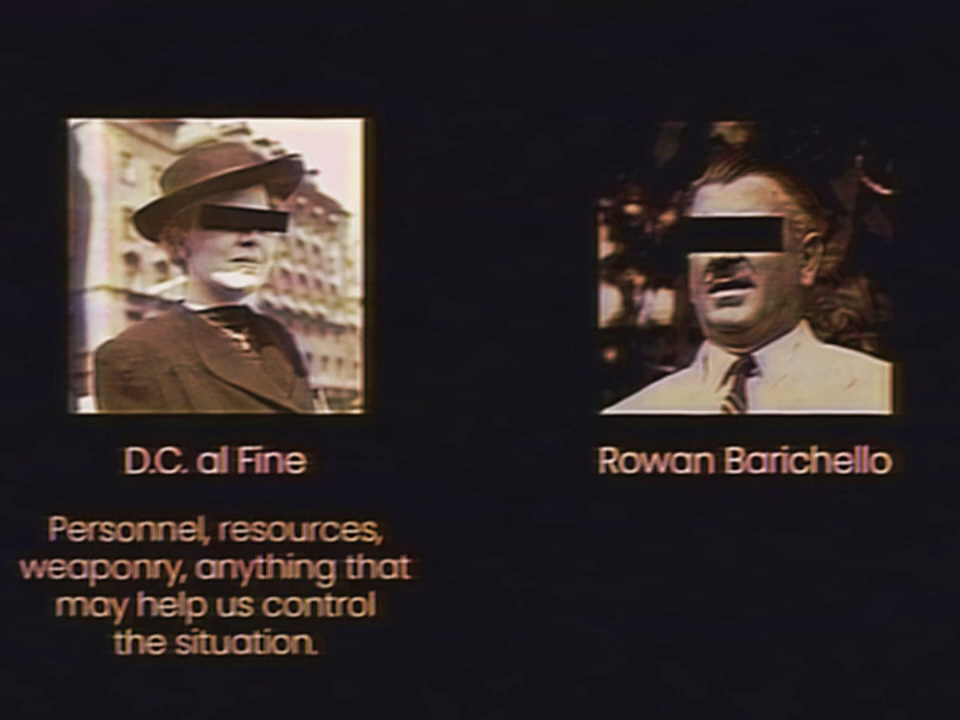 D.C. al Fine
Rowan Barichello
Personnel, resources,
weaponry, anything that
may help us control
the situation.